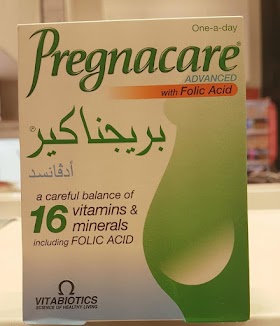 One-a-day
Pregnacare®
ADVANCED
with Folic Acid
بريجناكير®
أدڤانسد
a careful balance of
16 vitamins &
minerals
including FOLIC ACID
VITABIOTICS
SCIENCE OF HEALTHY LIVING